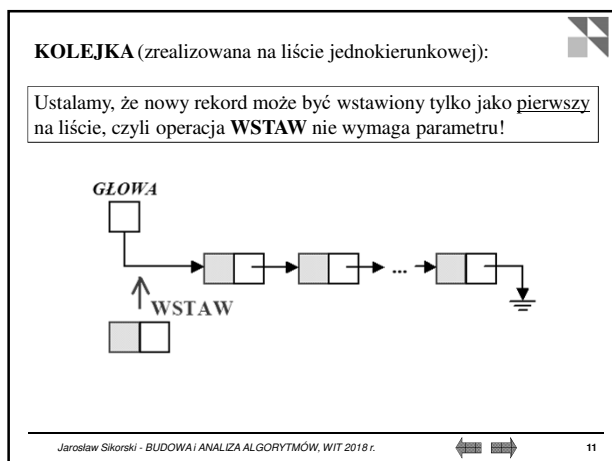 KOLEJKA (zrealizowana na liście jednokierunkowej):
Ustalamy, że nowy rekord może być wstawiony tylko jako pierwszy
na liście, czyli operacja WSTAW nie wymaga parametru!
GŁOWA
...
WSTAW
Jarosław Sikorski - BUDOWA i ANALIZA ALGORYTMÓW, WIT 2018 r.
11